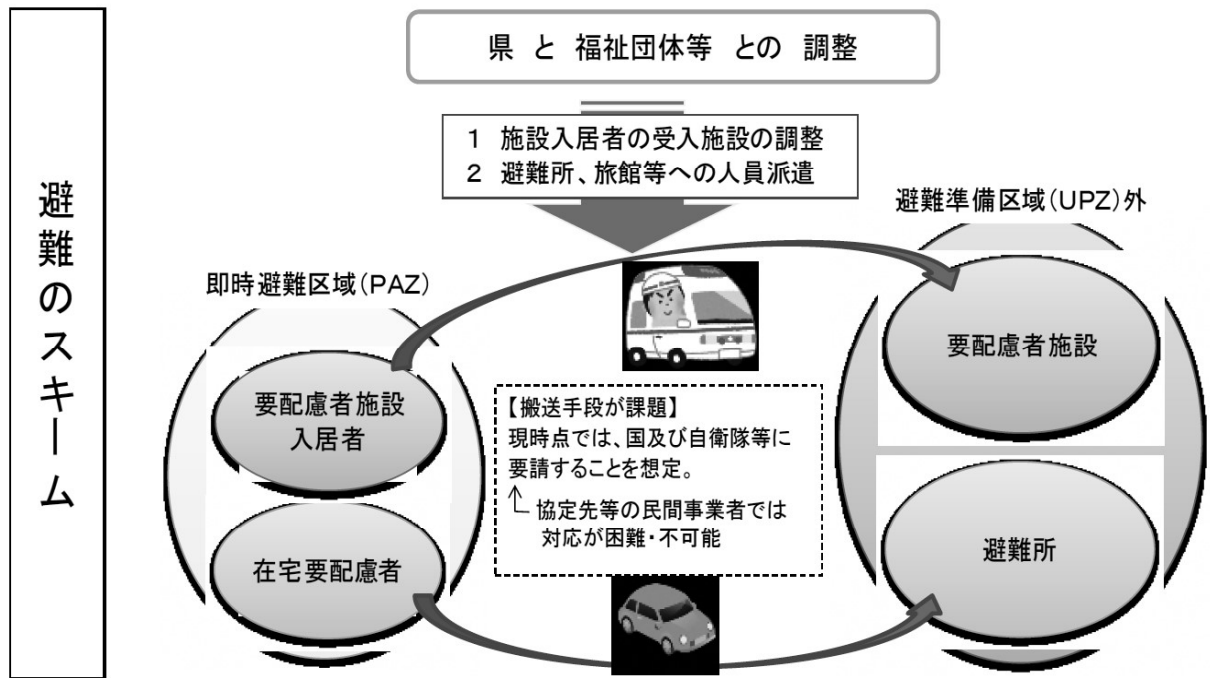 避難のスキーム
県 と 福祉団体等 との 調整
1 施設入居者の受入施設の調整
2 避難所、旅館等への人員派遣
即時避難区域(PAZ)
避難準備区域(UPZ)外
要配慮者施設
入居者
在宅要配慮者
【搬送手段が課題】
現時点では、国及び自衛隊等に
要請することを想定。
協定先等の民間事業者では
対応が困難・不可能
要配慮者施設
避難所